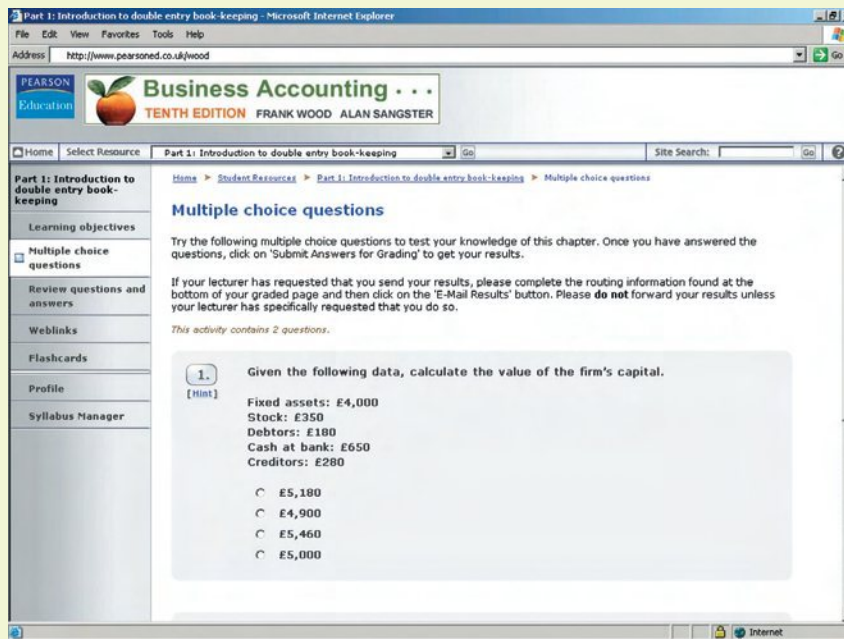 Part 1: Introduction to double entry book-keeping - Microsoft Internet Explorer
File Edit View Favorites Tools Help
Address http://www.pearsoned.co.uk/wood Go
PEARSON
Education
Business Accounting . . .
TENTH EDITION FRANK WOOD ALAN SANGSTER
Home Select Resource Part 1: Introduction to double entry book-keeping Go Site Search: Go ?
Part 1: Introduction to
double entry book-
keeping
Learning objectives
Multiple choice
questions
Review questions and
answers
Weblinks
Flashcards
Profile
Syllabus Manager
Home > Student Resources > Part 1: Introduction to double entry book-keeping > Multiple choice questions
Multiple choice questions
Try the following multiple choice questions to test your knowledge of this chapter. Once you have answered the
questions, click on 'Submit Answers for Grading' to get your results.
If your lecturer has requested that you send your results, please complete the routing information found at the
bottom of your graded page and then click on the 'E-Mail Results' button. Please do not forward your results unless
your lecturer has specifically requested that you do so.
This activity contains 2 questions.
1. Given the following data, calculate the value of the firm's capital.
[Hint]
Fixed assets: £4,000
Stock: £350
Debtors: £180
Cash at bank: £650
Creditors: £280
£5,180
£4,900
£5,460
£5,000
Internet